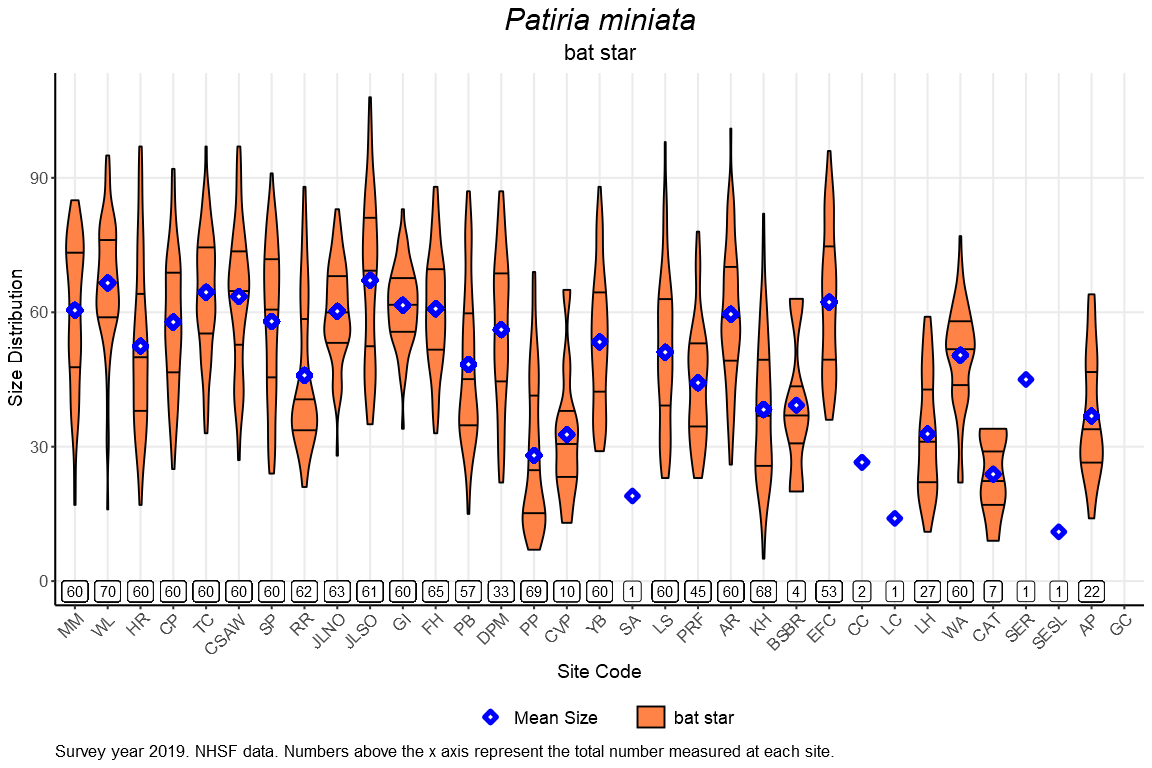 Patiria miniata
bat star
Size Distribution
90
60
30
0
60 70 60 60 60 60 60 62 63 61 60 65 57 33 69 10 60 1 60 45 60 68 4 53 2 1 27 60 7 1 1 22
MM WL HR CP TC CSAW SP RR JLNO JLSO GI FH PB DPM PP CVP YB SA LS PRF AR KH BSBR EFC CC LC LH WA CAT SER SESL AP GC
Site Code
Mean Size bat star
Survey year 2019. NHSF data. Numbers above the x axis represent the total number measured at each site.